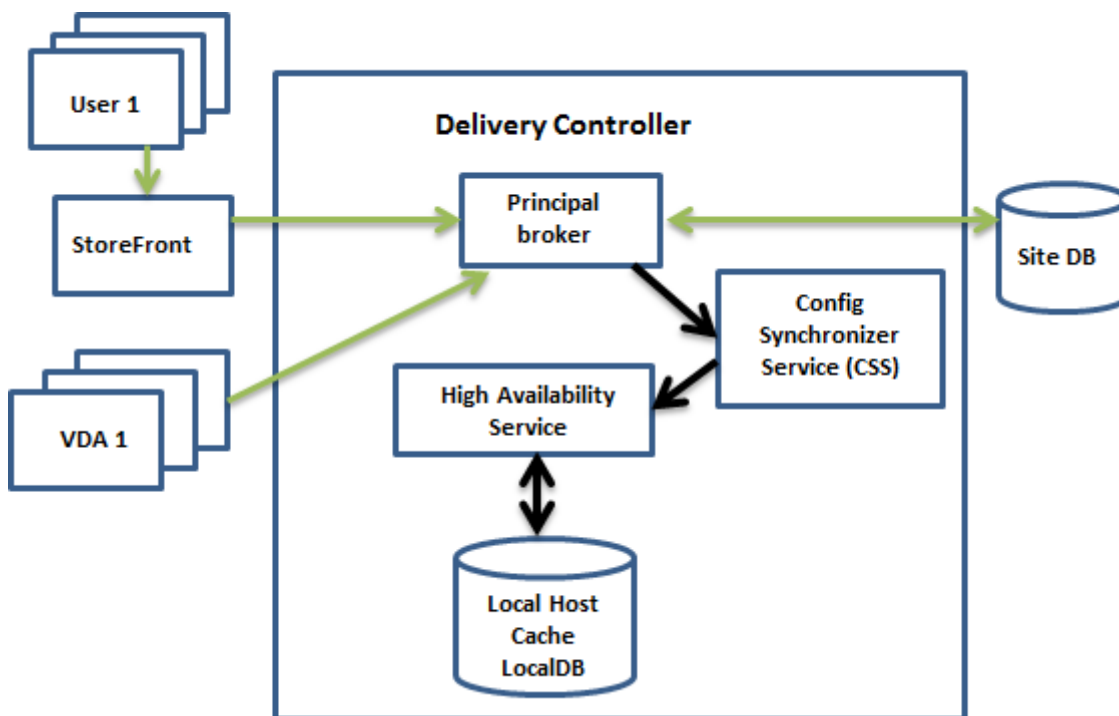 User 1
Delivery Controller
StoreFront
Principal
broker
Site DB
Config
Synchronizer
Service (CSS)
High Availability
Service
VDA 1
Local Host
Cache
LocalDB